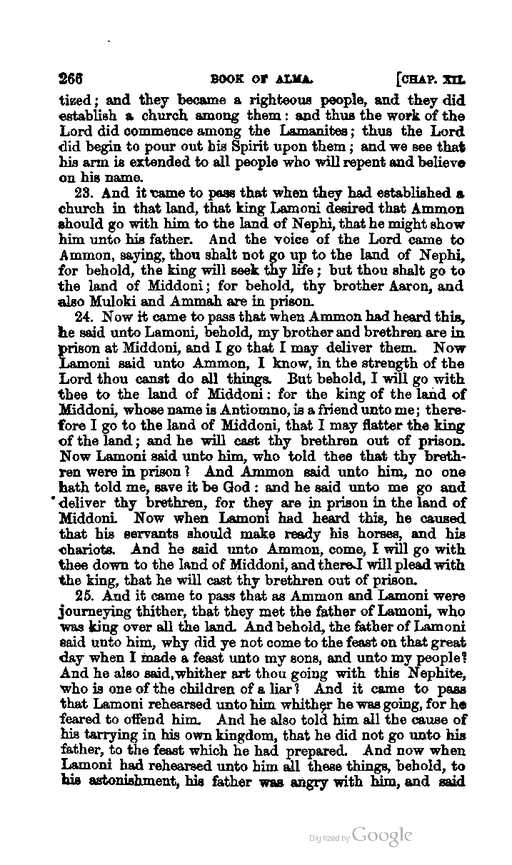 266 BOOK OF ALMA. [CHAP. XII.
tized; and they became a righteous people, and they did
establish a church among them: and thus the work of the
Lord did commence among the Lamanites; thus the Lord
did begin to pour out his Spirit upon them; and we see that
his arm is extended to all people who will repent and believe
on his name.
23. And it came to pass that when they had established a
church in that land, that king Lamoni desired that Ammon
should go with him to the land of Nephi, that he might show
him unto his father. And the voice of the Lord came to
Ammon, saying, thou shalt not go up to the land of Nephi,
for behold, the king will seek thy life; but thou shalt go to
the land of Middoni; for behold, thy brother Aaron, and
also Muloki and Ammah are in prison.
24. Now it came to pass that when Ammon had heard this,
he said unto Lamoni, behold, my brother and brethren are in
prison at Middoni, and I go that I may deliver them. Now
Lamoni said unto Ammon, I know, in the strength of the
Lord thou canst do all things. But behold, I will go with
thee to the land of Middoni: for the king of the land of
Middoni, whose name is Antiomno, is a friend unto me; there-
fore I go to the land of Middoni, that I may flatter the king
of the land; and he will cast thy brethren out of prison.
Now Lamoni said unto him, who told thee that thy breth-
ren were in prison? And Ammon said unto him, no one
hath told me, save it be God: and he said unto me go and
deliver thy brethren, for they are in prison in the land of
Middoni. Now when Lamoni had heard this, he caused
that his servants should make ready his horses, and his
chariots. And he said unto Ammon, come, I will go with
thee down to the land of Middoni, and there I will plead with
the king, that he will cast thy brethren out of prison.
25. And it came to pass that as Ammon and Lamoni were
journeying thither, that they met the father of Lamoni, who
was king over all the land. And behold, the father of Lamoni
said unto him, why did ye not come to the feast on that great
day when I made a feast unto my sons, and unto my people?
And he also said, whither art thou going with this Nephite,
who is one of the children of a liar? And it came to pass
that Lamoni rehearsed unto him whither he was going, for he
feared to offend him. And he also told him all the cause of
his tarrying in his own kingdom, that he did not go unto his
father, to the feast which he had prepared. And now when
Lamoni had rehearsed unto him all these things, behold, to
his astonishment, his father was angry with him, and said
Digitized by Google